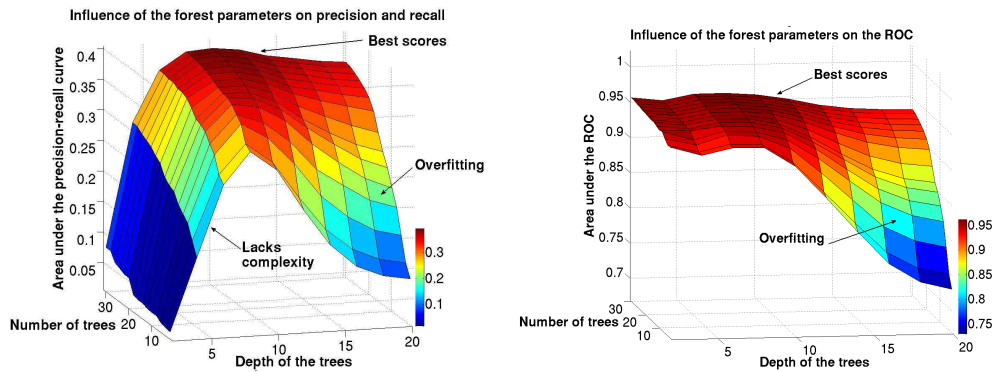 Influence of the forest parameters on precision and recall
Best scores
0.4
0.35
0.3
0.25
0.2
0.15
0.1
0.05
Area under the precision-recall curve
Overfitting
Lacks
complexity
0.3
0.2
0.1
30
20
10
Number of trees
5
10
15
20
Depth of the trees
Influence of the forest parameters on the ROC
Best scores
1
0.95
0.9
0.85
0.8
0.75
0.7
Area under the ROC
Overfitting
0.95
0.9
0.85
0.8
0.75
30
20
10
Number of trees
5
10
15
20
Depth of the trees